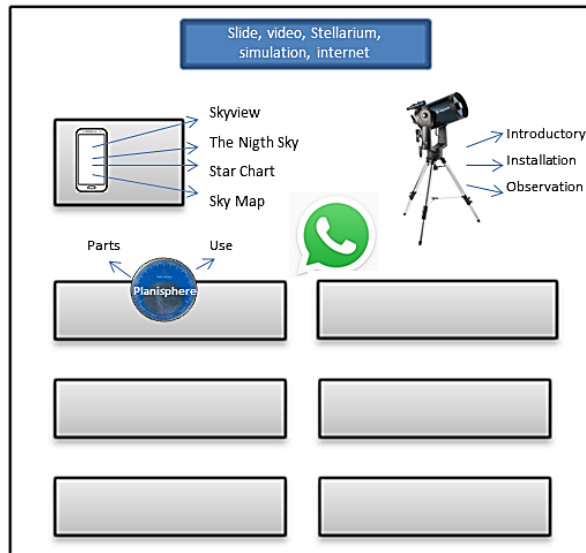 Slide, video, Stellarium,
simulation, internet
Skyview
The Nigth Sky
Star Chart
Sky Map
Introductory
Installation
Observation
Parts
Use
Planisphere